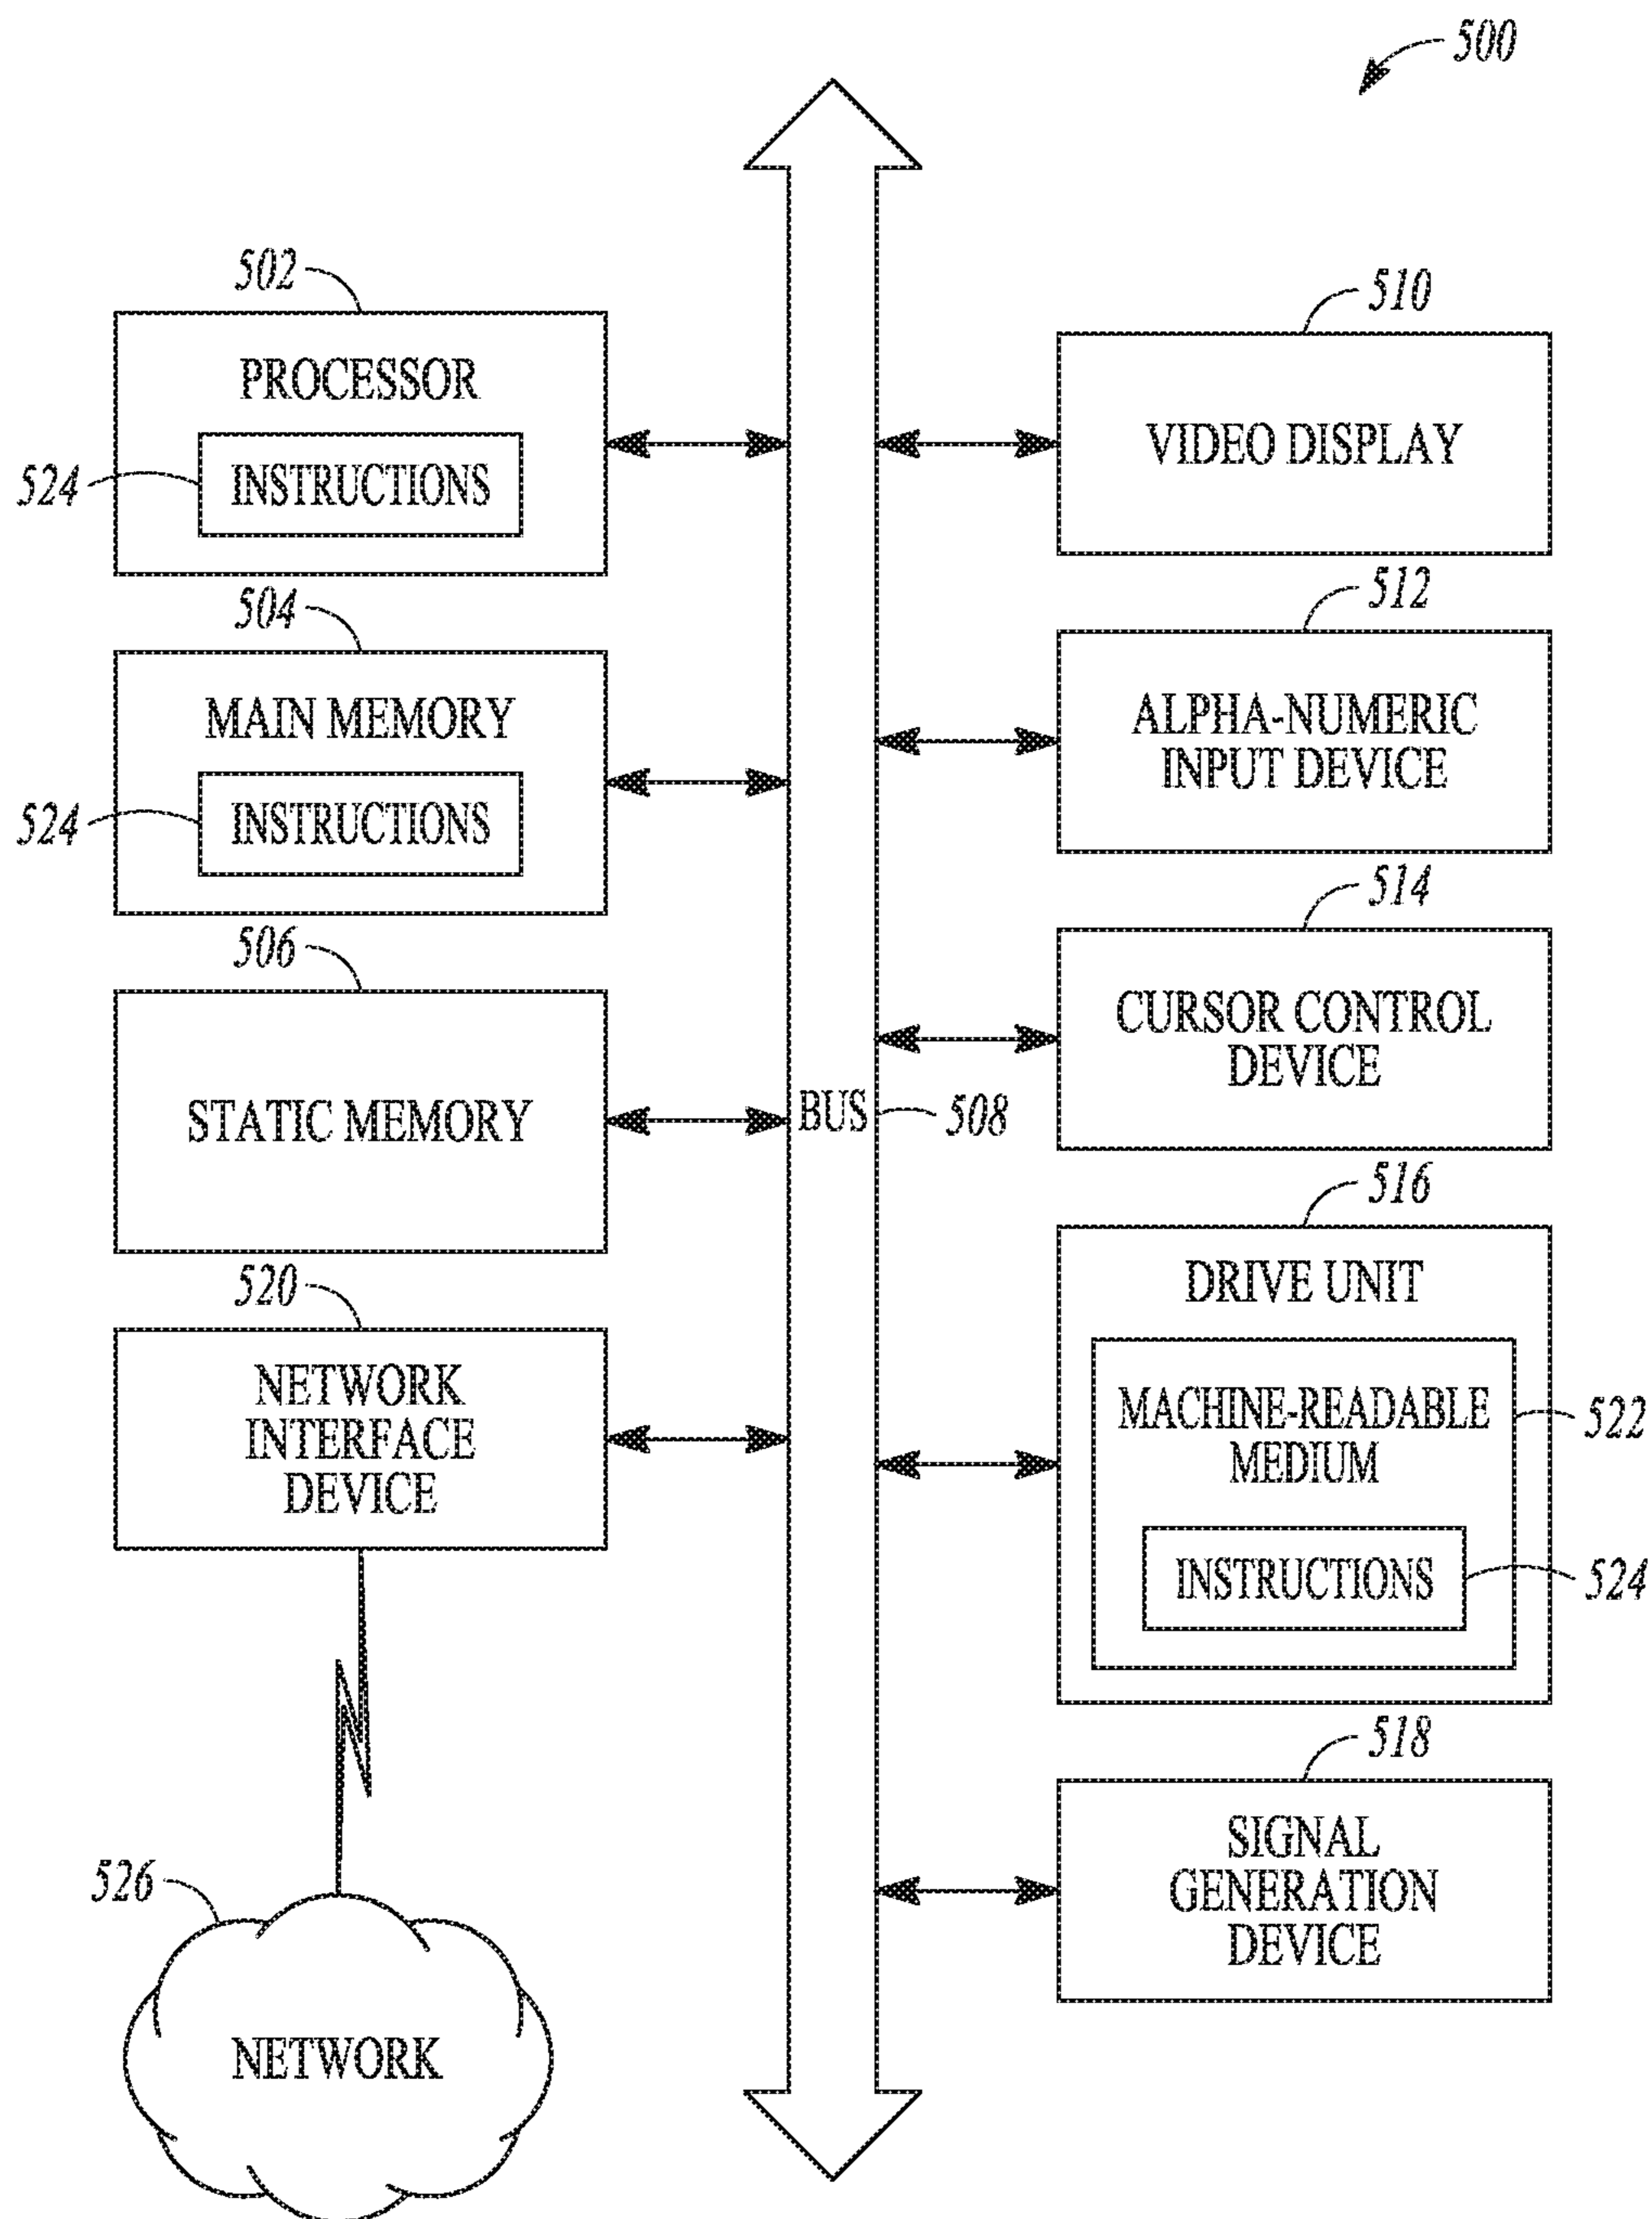 500
502
PROCESSOR
524
INSTRUCTIONS
504
MAIN MEMORY
524
INSTRUCTIONS
506
STATIC MEMORY
520
NETWORK
INTERFACE
DEVICE
526
NETWORK
BUS
508
510
VIDEO DISPLAY
512
ALPHA-NUMERIC
INPUT DEVICE
514
CURSOR CONTROL
DEVICE
516
DRIVE UNIT
MACHINE-READABLE
MEDIUM
522
INSTRUCTIONS
524
518
SIGNAL
GENERATION
DEVICE